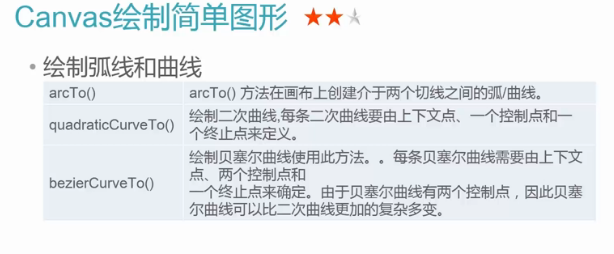 Canvas绘制简单图形
• 绘制弧线和曲线
arcTo()
arcTo() 方法在画布上创建介于两个切线之间的弧/曲线。
quadraticCurveTo()
绘制二次曲线,每条二次曲线要由上下文点、一个控制点和一
个终止点来定义。
bezierCurveTo()
绘制贝塞尔曲线使用此方法。。每条贝塞尔曲线需要由上下文
点、两个控制点和
一个终止点来确定。由于贝塞尔曲线有两个控制点，因此贝塞
尔曲线可以比二次曲线更加的复杂多变。